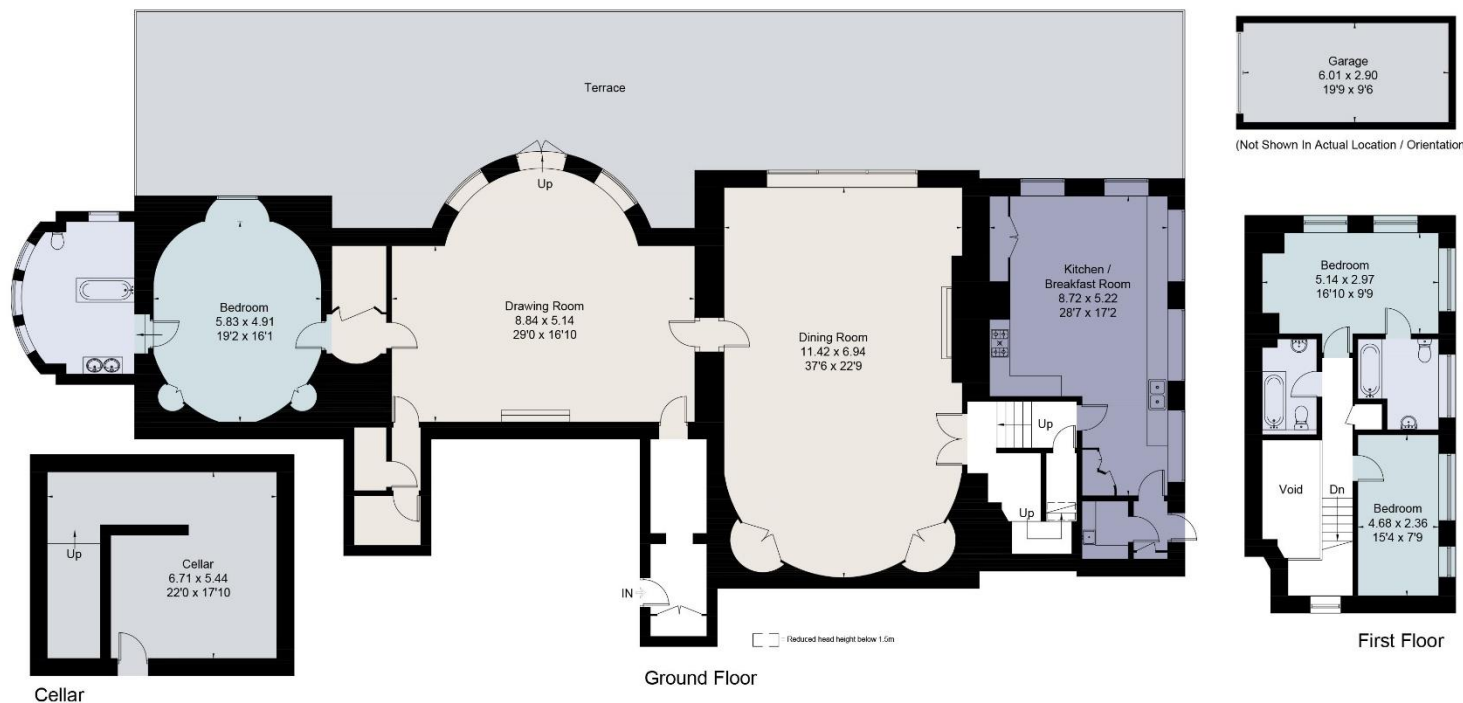 Terrace
Garage
6.01 x 2.90
19'9 x 9'6
(Not Shown In Actual Location / Orientation
Up
Bedroom
5.83 x 4.91
19'2 x 16'1
Drawing Room
8.84 x 5.14
29'0 x 16'10
Dining Room
11.42 x 6.94
37'6 x 22'9
Kitchen /
Breakfast Room
8.72 x 5.22
28'7 x 17'2
Up
Up
IN
Reduced head height below 1.5m
Ground Floor
Up
Cellar
6.71 x 5.44
22'0 x 17'10
Cellar
Bedroom
5.14 x 2.97
16'10 x 9'9
Void
Dn
Bedroom
4.68 x 2.36
15'4 x 7'9
First Floor